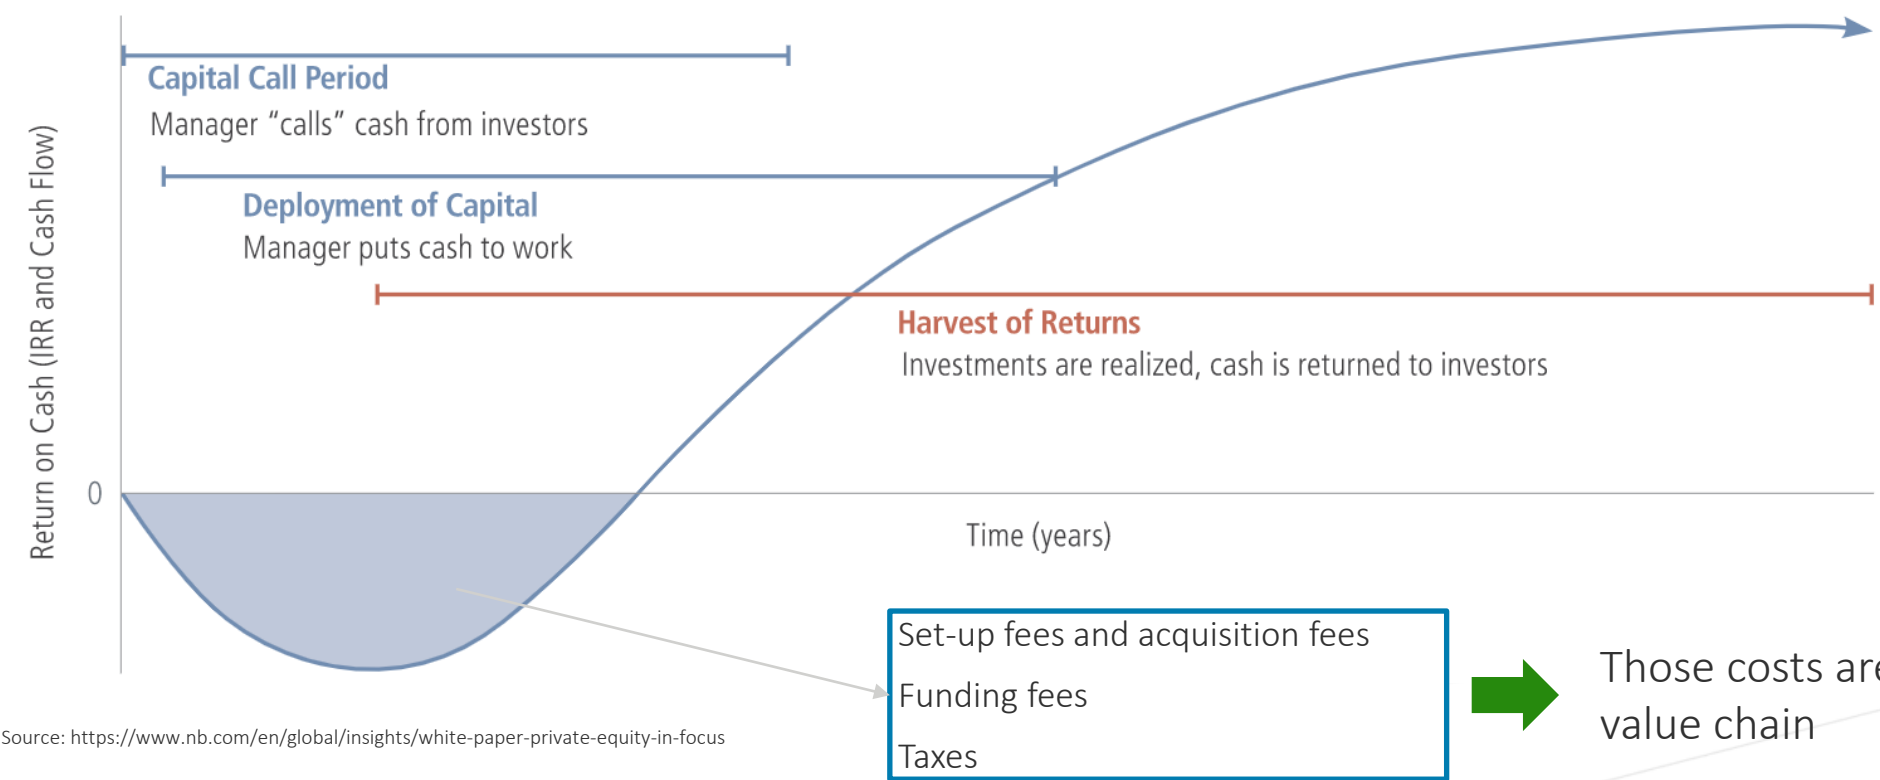 Return on Cash (IRR and Cash Flow)
Capital Call Period
Manager “calls” cash from investors
Deployment of Capital
Manager puts cash to work
Harvest of Returns
Investments are realized, cash is returned to investors
0
Time (years)
Set-up fees and acquisition fees
Funding fees
Taxes
Those costs are
value chain
Source: https://www.nb.com/en/global/insights/white-paper-private-equity-in-focus